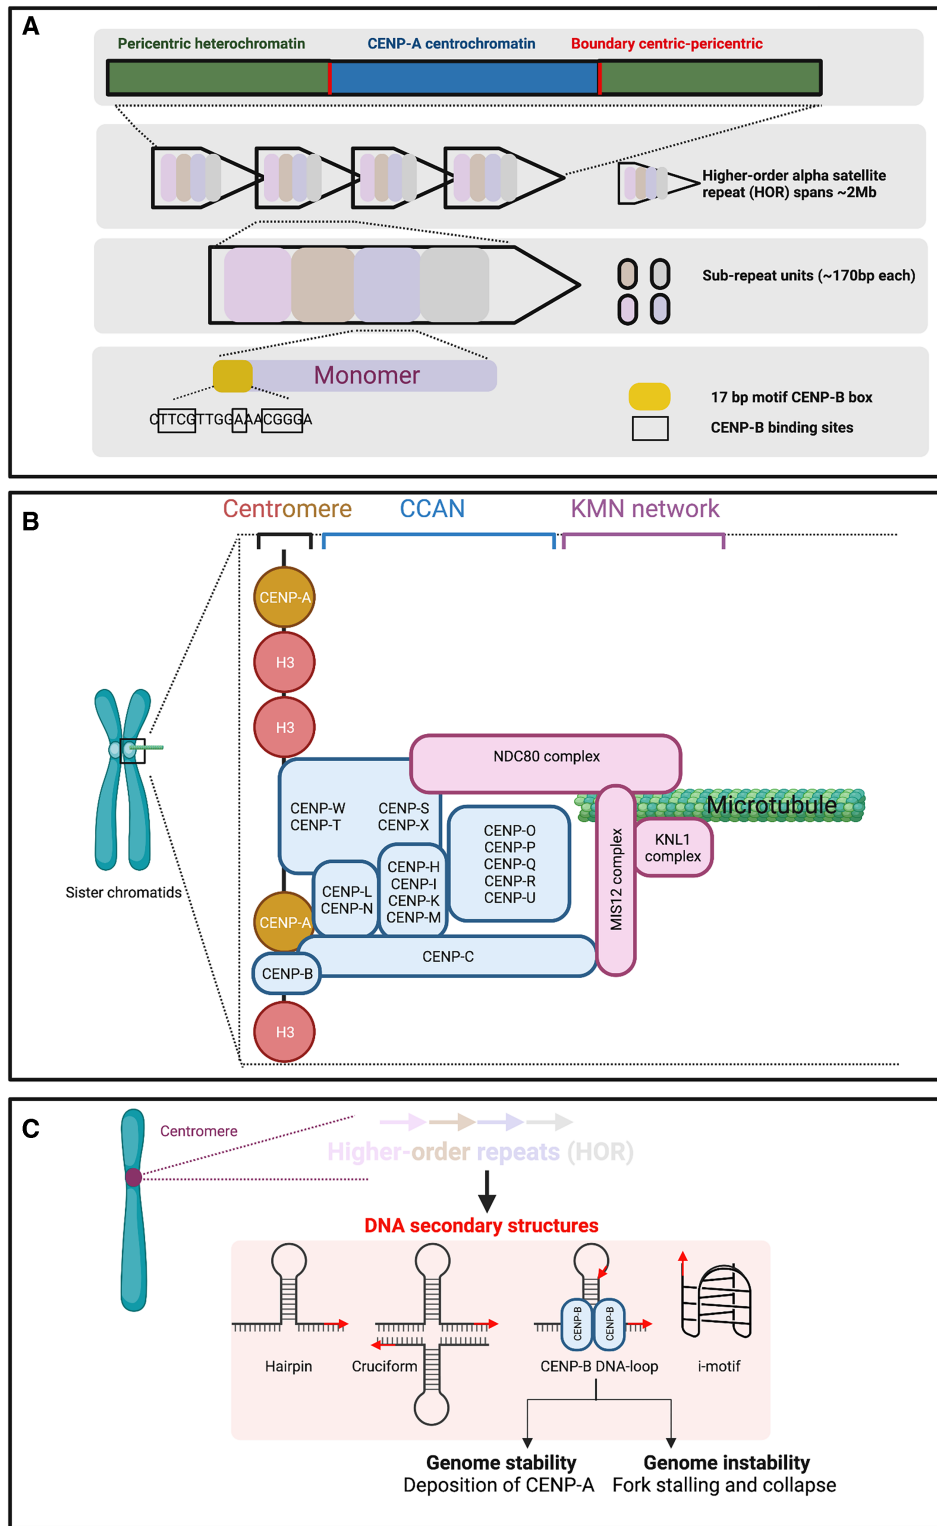 A
Pericentric heterochromatin
CENP-A centrochromatin
Boundary centric-pericentric
Higher-order alpha satellite
repeat (HOR) spans ~2Mb
Sub-repeat units (~170bp each)
Monomer
CTTCGTTGGAAACGGGA
17 bp motif CENP-B box
CENP-B binding sites
B
Centromere
CCAN
KMN network
CENP-A
H3
H3
NDC80 complex
CENP-W
CENP-T
CENP-S
CENP-X
Microtubule
CENP-O
CENP-P
CENP-Q
CENP-R
CENP-U
KNL1
complex
MIS12 complex
CENP-H
CENP-I
CENP-K
CENP-M
CENP-L
CENP-N
Sister chromatids
CENP-A
CENP-C
CENP-B
H3
C
Centromere
Higher-order repeats (HOR)
DNA secondary structures
CENP-B
CENP-B
Hairpin
Cruciform
CENP-B DNA-loop
i-motif
Genome stability
Deposition of CENP-A
Genome instability
Fork stalling and collapse